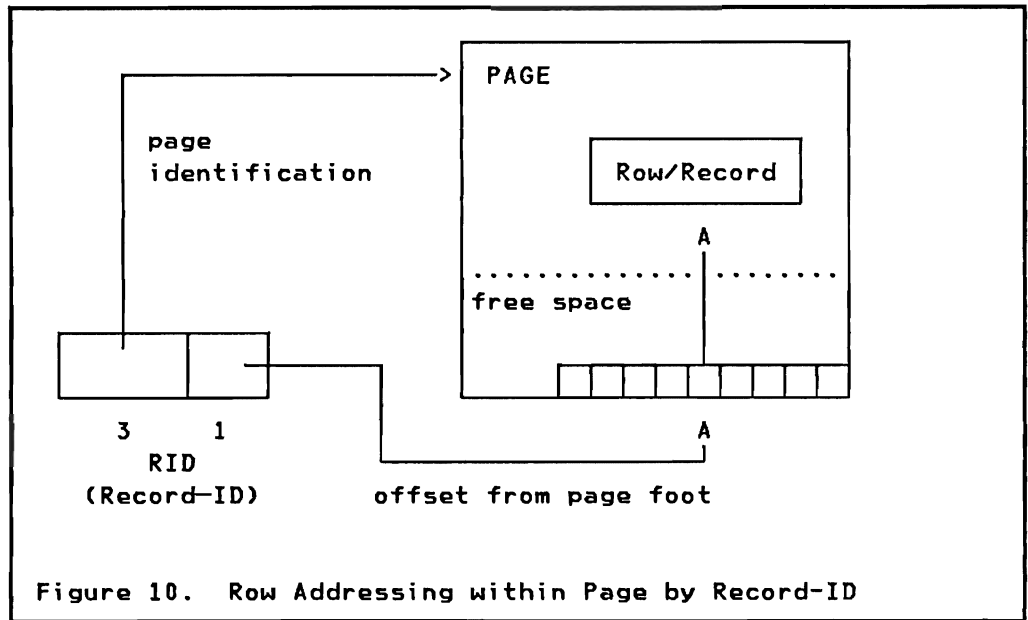 PAGE
page
identification
Row/Record
A
free space
3 1
A
RID
(Record-ID)
offset from page foot
Figure 10. Row Addressing within Page by Record-ID